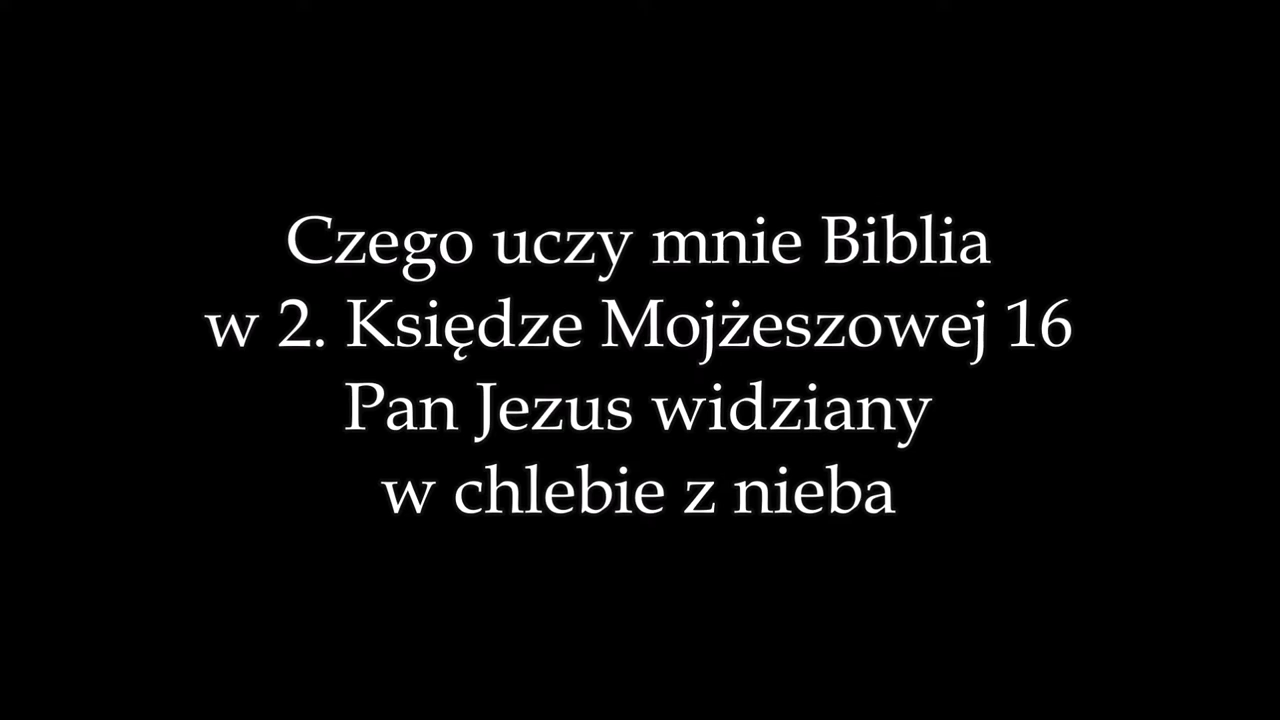 Czego uczy mnie Biblia
w 2. Księdze Mojżeszowej 16
Pan Jezus widziany
w chlebie z nieba